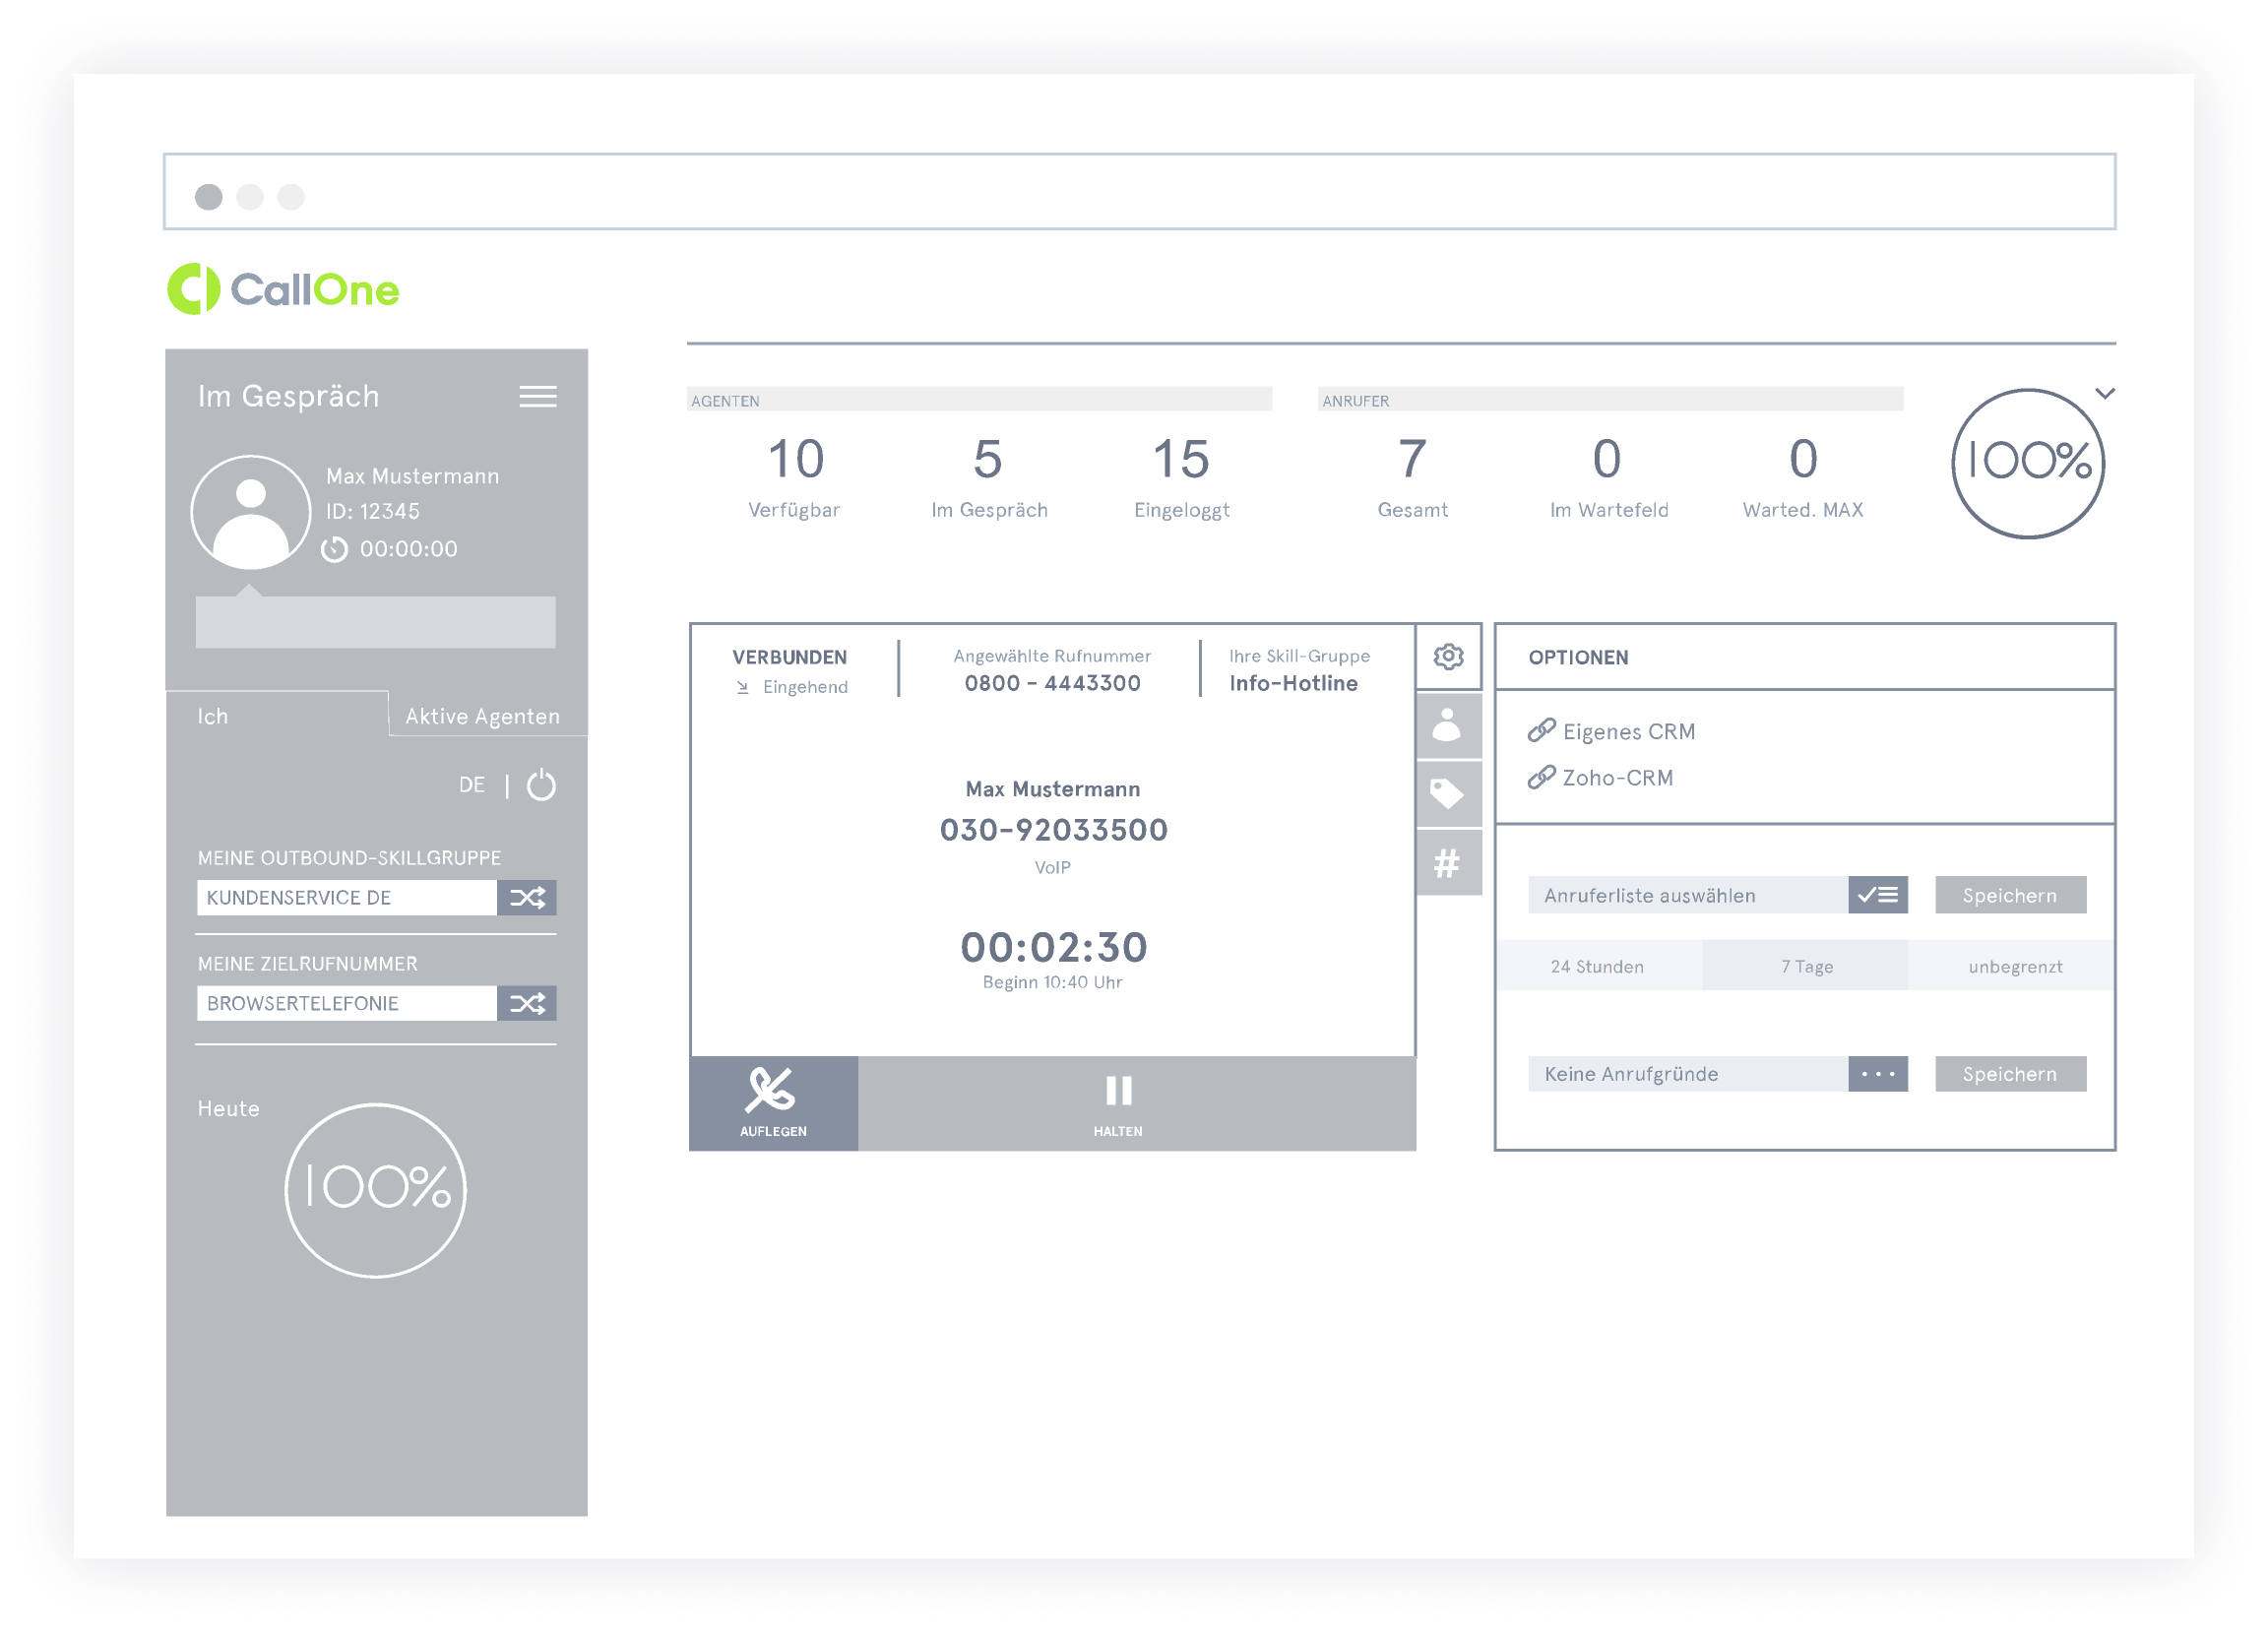 CallOne
Im Gespräch
Max Mustermann
ID: 12345
00:00:00
Ich
Aktive Agenten
DE |
MEINE OUTBOUND-SKILLGRUPPE
KUNDENSERVICE DE
MEINE ZIELRUFNUMMER
BROWSERTELEFONIE
Heute
100%
AGENTEN
10 5 15
Verfügbar Im Gespräch Eingeloggt
ANRUFER
7 0 0
Gesamt Im Wartefeld Warted. MAX
100%
VERBUNDEN
Eingehend
Angewählte Rufnummer
0800 - 4443300
Ihre Skill-Gruppe
Info-Hotline
Max Mustermann
030-92033500
VoIP
00:02:30
Beginn 10:40 Uhr
AUFLEGEN
HALTEN
#
OPTIONEN
Eigenes CRM
Zoho-CRM
Anruferliste auswählen
Speichern
24 Stunden 7 Tage unbegrenzt
Keine Anrufgründe
Speichern